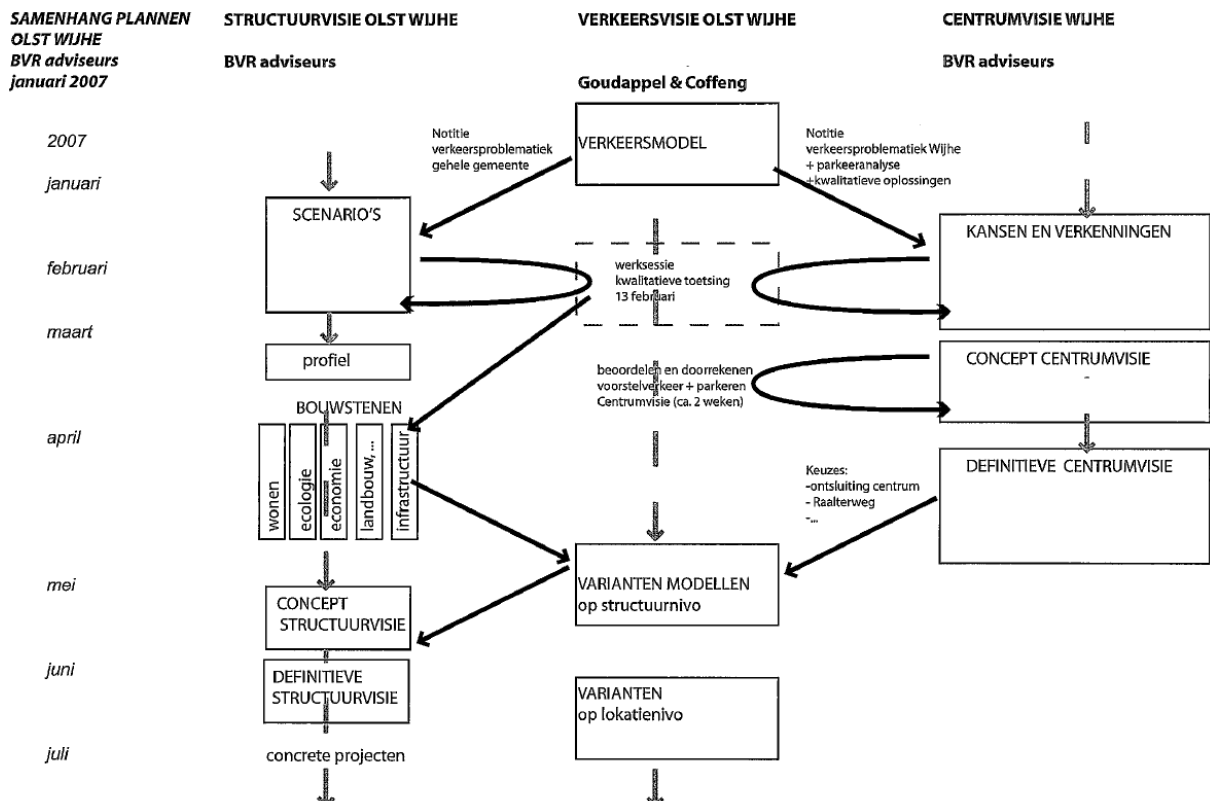 SAMENHANG PLANNEN
OLST WIJHE
BVR adviseurs
januari 2007
STRUCTUURVISIE OLST WIJHE
BVR adviseurs
VERKEERSVISIE OLST WIJHE
Goudappel & Coffeng
CENTRUMVISIE WIJHE
BVR adviseurs
2007
januari
februari
maart
april
mei
juni
juli
Notitie
verkeersproblematiek
gehele gemeente
VERKEERSMODEL
Notitie
verkeersproblematiek Wijhe
+ parkeeranalyse
+kwalitatieve oplossingen
SCENARIO'S
KANSEN EN VERKENNINGEN
werksessie
kwalitatieve toetsing
13 februari
profiel
beoordelen en doorrekenen
voorstelverkeer + parkeren
Centrumvisie (ca. 2 weken)
CONCEPT CENTRUMVISIE
-
BOUWSTENEN
wonen
ecologie
economie
landbouw, ...
infrastructuur
Keuzes:
-ontsluiting centrum
- Raalterweg
-...
DEFINITIEVE CENTRUMVISIE
VARIANTEN MODELLEN
op structuurnivo
CONCEPT
STRUCTUURVISIE
DEFINITIEVE
STRUCTUURVISIE
VARIANTEN
op lokatienivo
concrete projecten